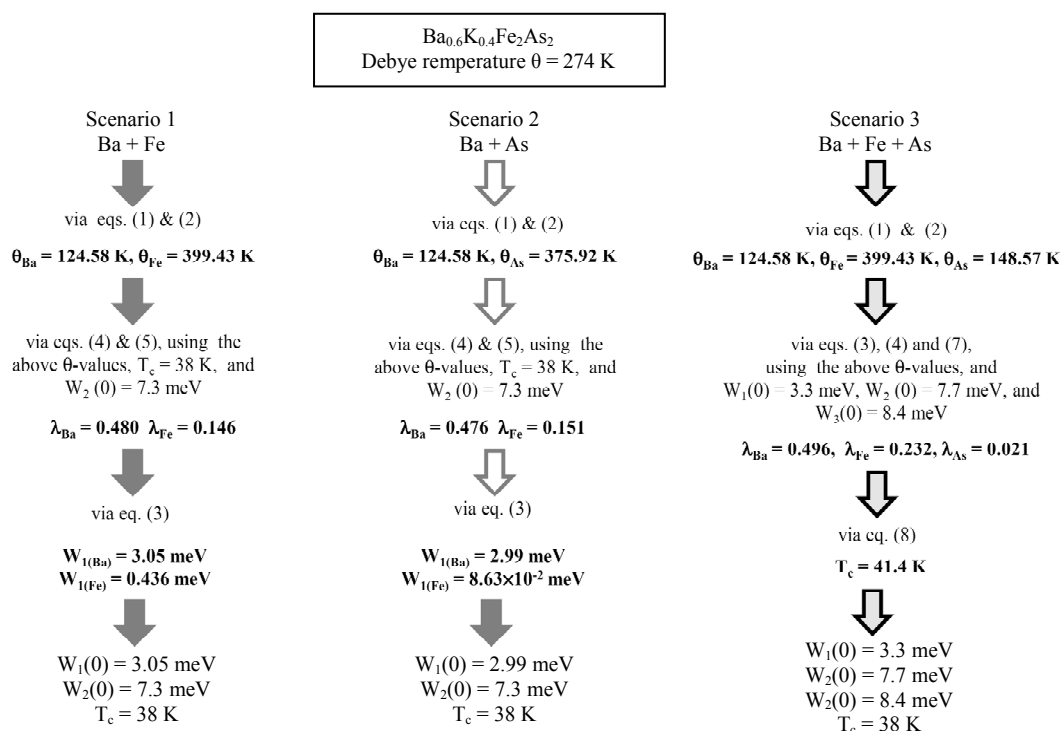 Ba0.6K0.4Fe2As2
Debye remperature θ = 274 K
Scenario 1
Ba + Fe
via eqs. (1) & (2)
θBa = 124.58 K, θFe = 399.43 K
via eqs. (4) & (5), using the
above θ-values, Tc = 38 K, and
W2 (0) = 7.3 meV
λBa = 0.480 λFe = 0.146
via eq. (3)
W1(Ba) = 3.05 meV
W1(Fe) = 0.436 meV
W1(0) = 3.05 meV
W2(0) = 7.3 meV
Tc = 38 K
Scenario 2
Ba + As
via eqs. (1) & (2)
θBa = 124.58 K, θAs = 375.92 K
via eqs. (4) & (5), using the
above θ-values, Tc = 38 K, and
W2 (0) = 7.3 meV
λBa = 0.476 λFe = 0.151
via eq. (3)
W1(Ba) = 2.99 meV
W1(Fe) = 8.63×10-2 meV
W1(0) = 2.99 meV
W2(0) = 7.3 meV
Tc = 38 K
Scenario 3
Ba + Fe + As
via eqs. (1) & (2)
θBa = 124.58 K, θFe = 399.43 K, θAs = 148.57 K
via eqs. (3), (4) and (7),
using the above θ-values, and
W1(0) = 3.3 meV, W2 (0) = 7.7 meV, and
W3(0) = 8.4 meV
λBa = 0.496, λFe = 0.232, λAs = 0.021
via eq. (8)
Tc = 41.4 K
W1(0) = 3.3 meV
W2(0) = 7.7 meV
W2(0) = 8.4 meV
Tc = 38 K